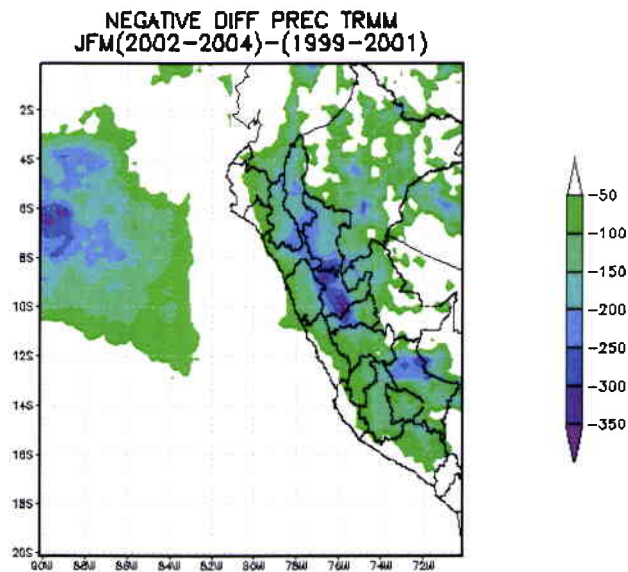 NEGATIVE DIFF PREC TRMM
JFM(2002-2004)-(1999-2001)
2S
4S
6S
8S
10S
12S
14S
16S
18S
20S
90W 88W 86W 84W 82W 80W 78W 76W 74W 72W
-50
-100
-150
-200
-250
-300
-350